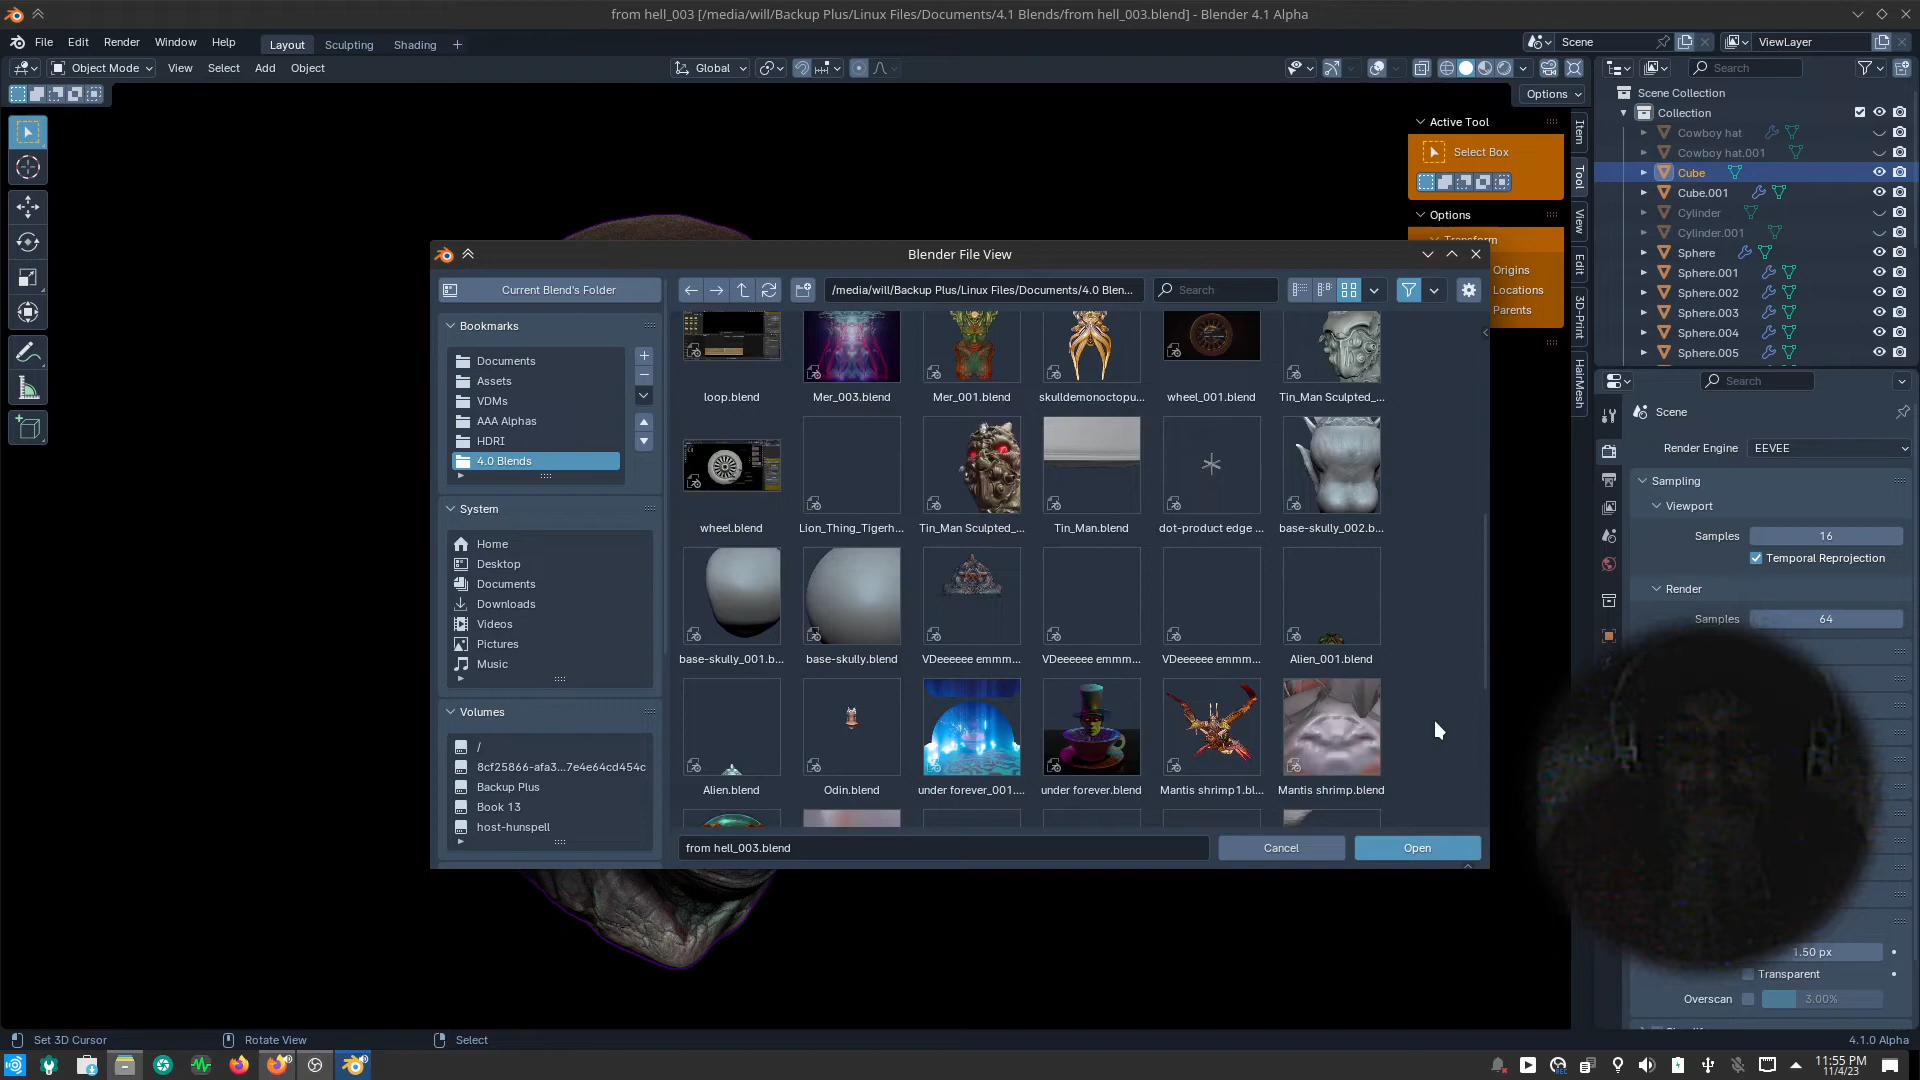 from hell_003 [/media/will/Backup Plus/Linux Files/Documents/4.1 Blends/from hell_003.blend] - Blender 4.1 Alpha
File Edit Render Window Help Layout Sculpting Shading + Scene ViewLayer
Object Mode View Select Add Object Global Search
Options
Scene Collection
Collection
Cowboy hat
Cowboy hat.001
Cube
Cube.001
Cylinder
Cylinder.001
Sphere
Sphere.001
Sphere.002
Sphere.003
Sphere.004
Sphere.005
Active Tool
Select Box
Options
Transform
Origins
Locations
Parents
Item
Tool
View
Edit
3D-Print
HairMesh
Blender File View
Current Blend's Folder
/media/will/Backup Plus/Linux Files/Documents/4.0 Blen... Search
Bookmarks
Documents
Assets
VDMs
AAA Alphas
HDRI
4.0 Blends
System
Home
Desktop
Documents
Downloads
Videos
Pictures
Music
Volumes
/
8cf25866-afa3...7e4e64cd454c
Backup Plus
Book 13
host-hunspell
loop.blend Mer_003.blend Mer_001.blend skulldemonoctopu... wheel_001.blend Tin_Man Sculpted_...
wheel.blend Lion_Thing_Tigerh... Tin_Man Sculpted_... Tin_Man.blend dot-product edge ... base-skully_002.b...
base-skully_001.b... base-skully.blend VDeeeeee emmm... VDeeeeee emmm... VDeeeeee emmm... Alien_001.blend
Alien.blend Odin.blend under forever_001.... under forever.blend Mantis shrimp1.bl... Mantis shrimp.blend
from hell_003.blend Cancel Open
Search
Scene
Render Engine EEVEE
Sampling
Viewport
Samples 16
Temporal Reprojection
Render
Samples 64
1.50 px
Transparent
Overscan 3.00%
Set 3D Cursor Rotate View Select 4.1.0 Alpha
11:55 PM
11/4/23